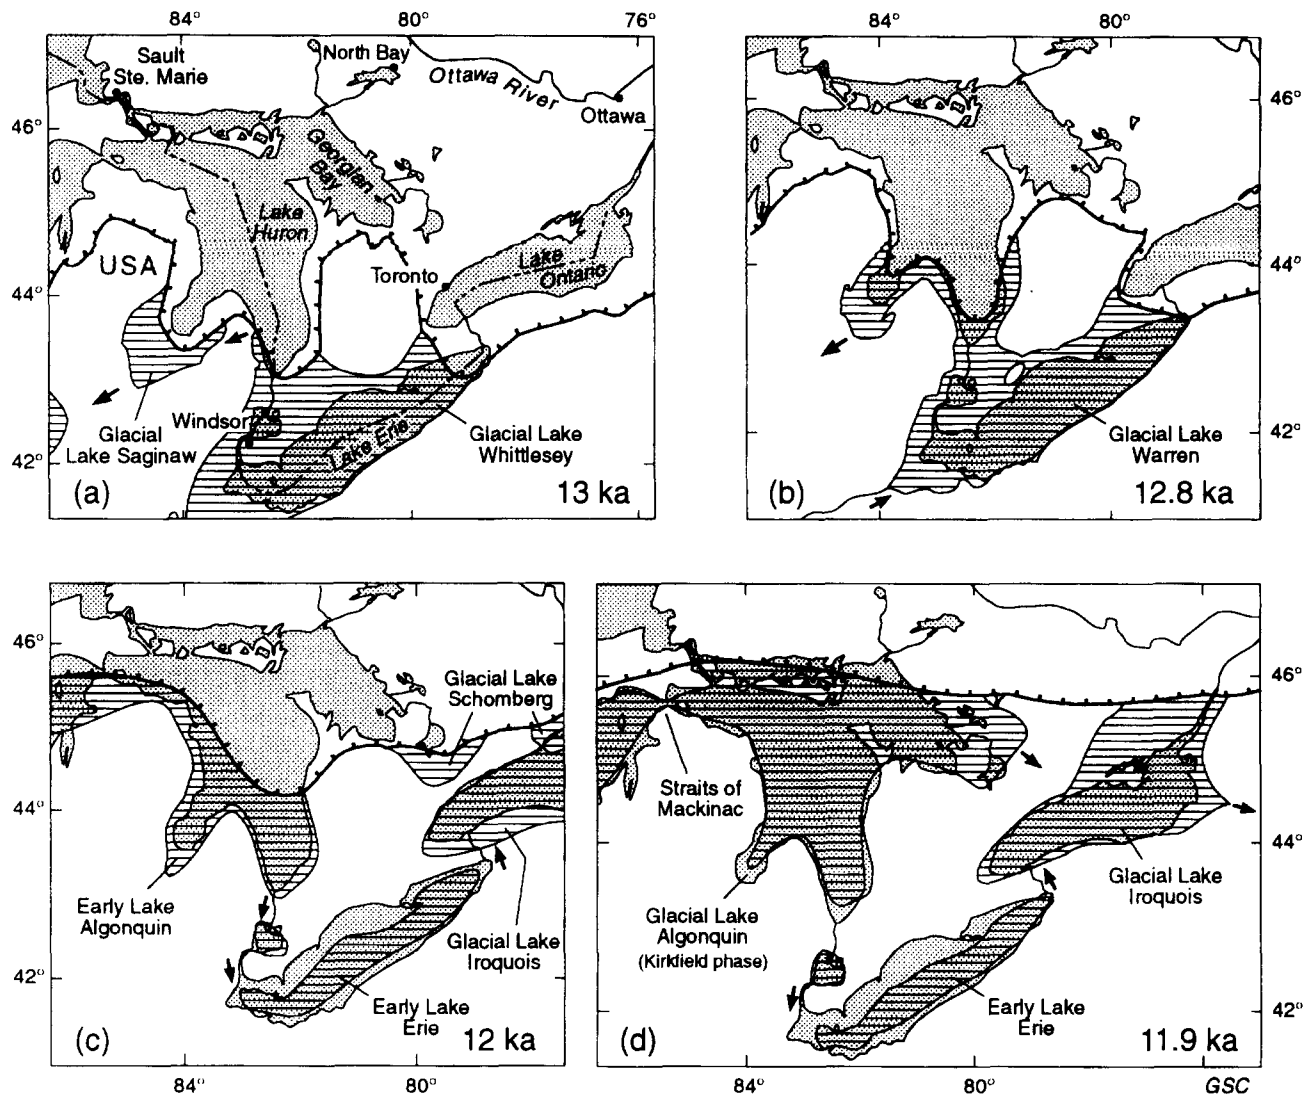 84° 80° 76°
84° 80°
Sault
Ste. Marie
North Bay
Ottawa River
Ottawa
46°
Georgian
Bay
Lake
Huron
USA
Toronto
Lake
Ontario
44°
Windsor
Glacial
Lake Saginaw
Lake Erie
Glacial Lake
Whittlesey
42°
(a) 13 ka
46°
44°
42°
Glacial Lake
Warren
(b) 12.8 ka
46°
44°
42°
46°
Glacial Lake
Schomberg
44°
Early Lake
Algonquin
Glacial Lake
Iroquois
42°
Early Lake
Erie
(c) 12 ka
84° 80°
46°
Straits of
Mackinac
44°
Glacial Lake
Iroquois
Glacial Lake
Algonquin
(Kirkfield phase)
Early Lake
Erie
42°
(d) 11.9 ka
84° 80°
GSC